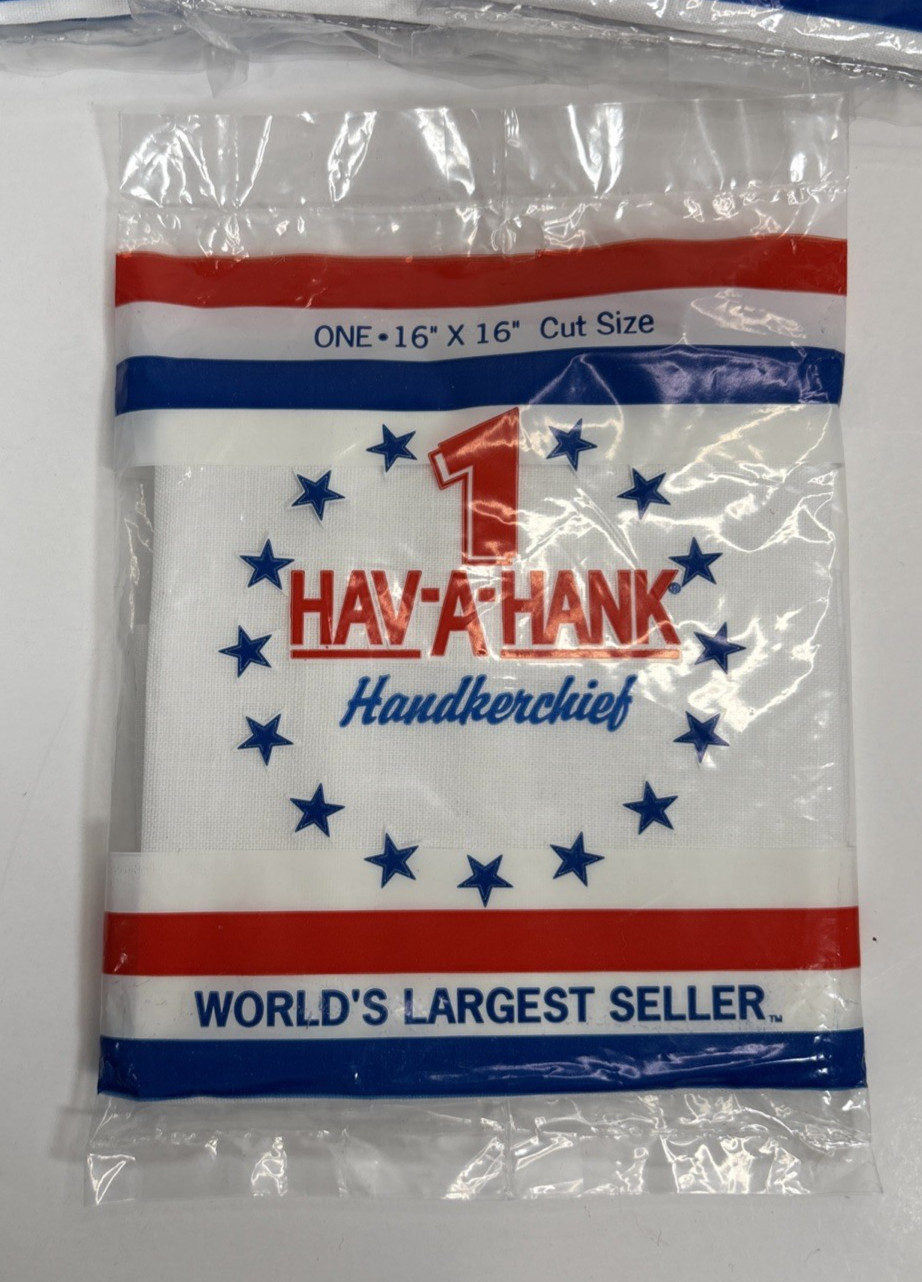 ONE • 16" X 16" Cut Size
1
HAV-A-HANK®
Handkerchief
WORLD'S LARGEST SELLER™